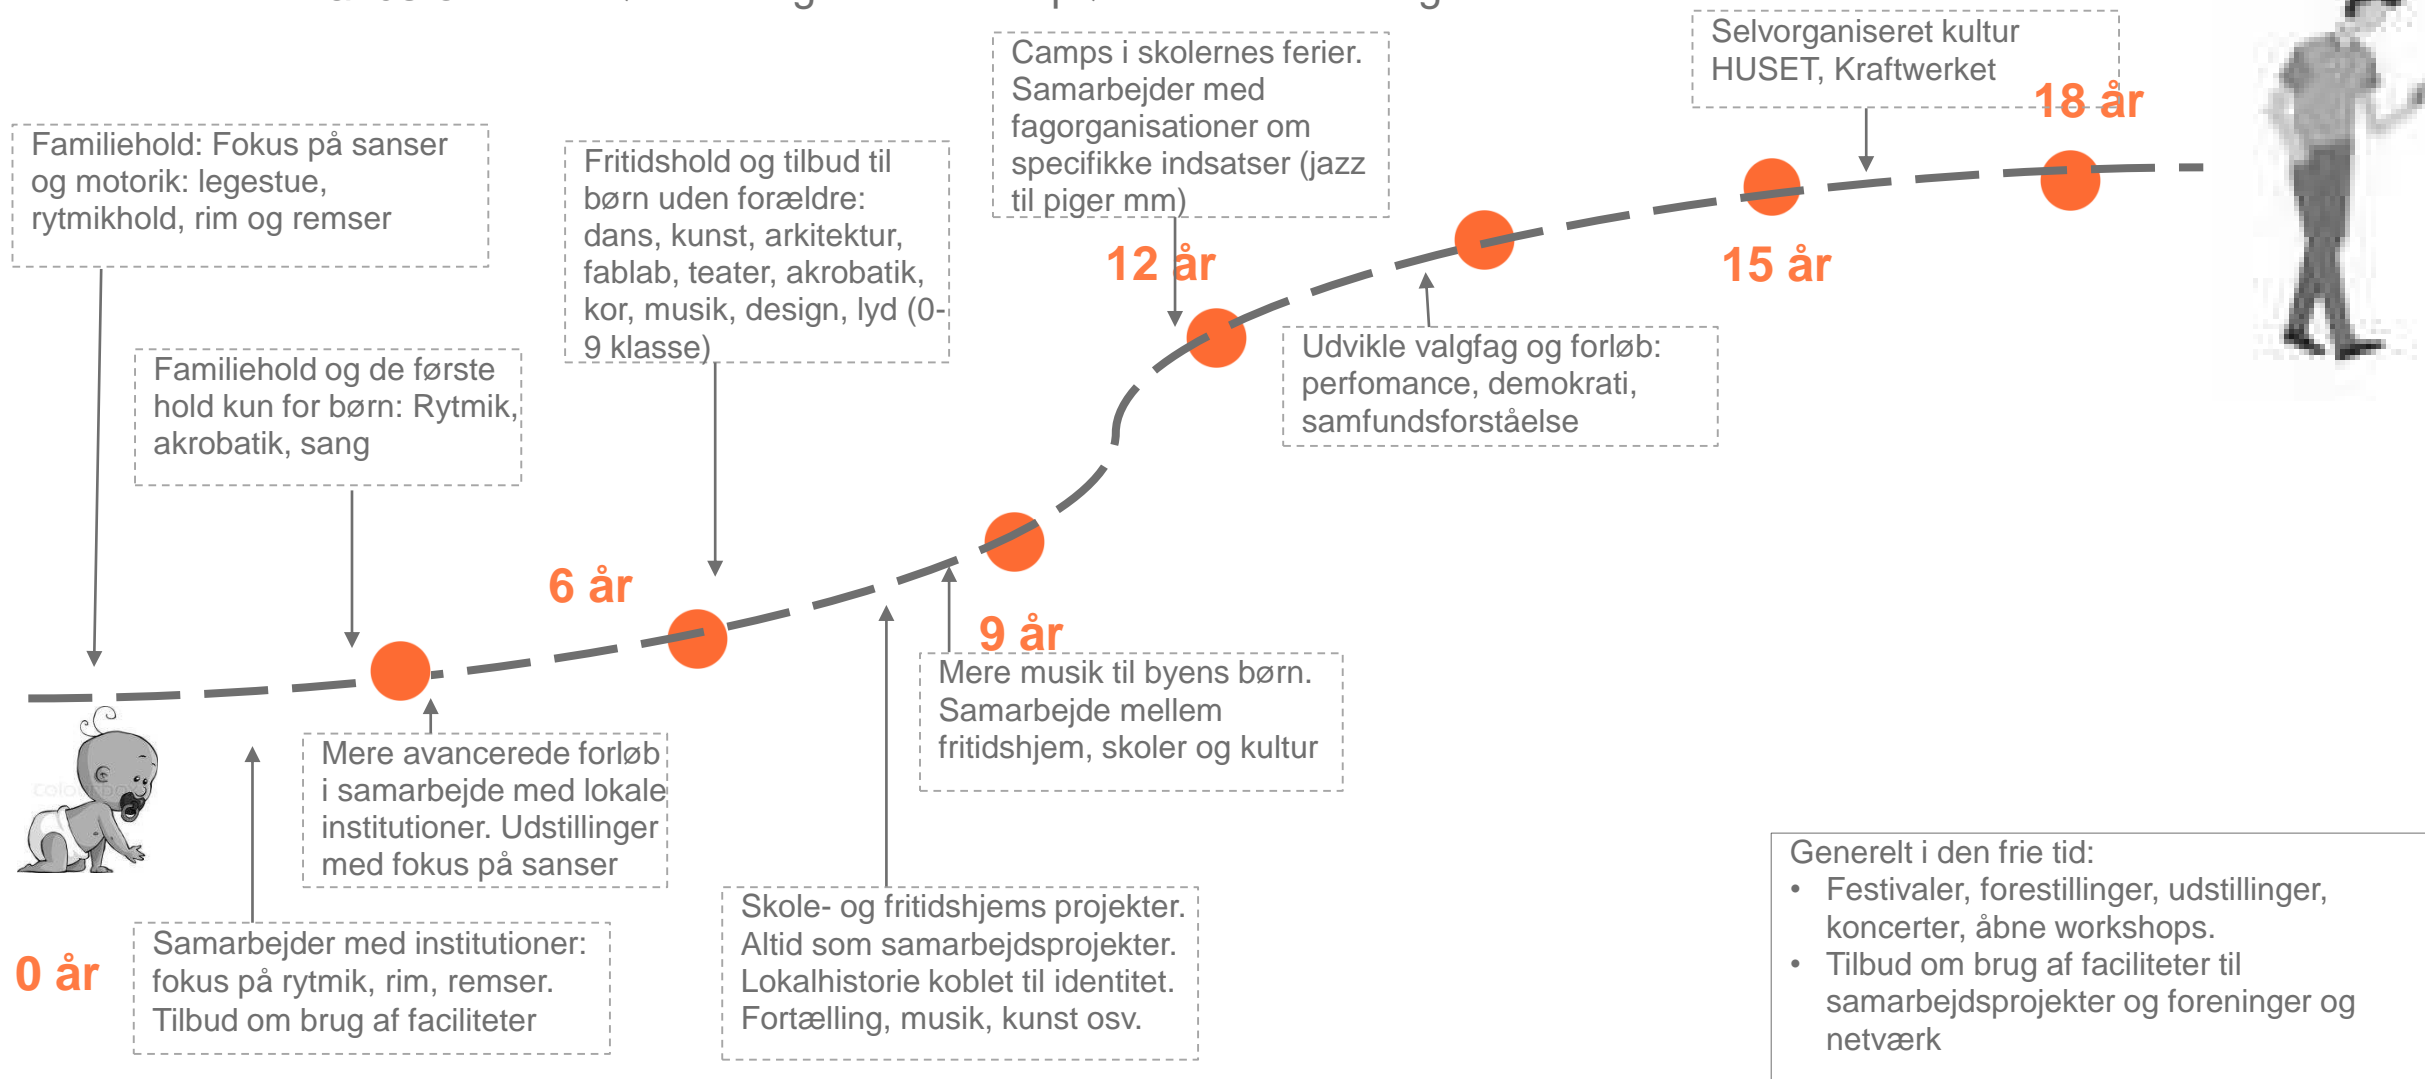 Selvorganiseret kultur
HUSET, Kraftwerket
18 år
Camps i skolernes ferier.
Samarbejder med
fagorganisationer om
specifikke indsatser (jazz
til piger mm)
12 år
Familiehold: Fokus på sanser
og motorik: legestue,
rytmikhold, rim og remser
Fritidshold og tilbud til
børn uden forældre:
dans, kunst, arkitektur,
fablab, teater, akrobatik,
kor, musik, design, lyd (0-
9 klasse)
15 år
Udvikle valgfag og forløb:
perfomance, demokrati,
samfundsforståelse
Familiehold og de første
hold kun for børn: Rytmik,
akrobatik, sang
6 år
9 år
Mere musik til byens børn.
Samarbejde mellem
fritidshjem, skoler og kultur
Mere avancerede forløb
i samarbejde med lokale
institutioner. Udstillinger
med fokus på sanser
Skole- og fritidshjems projekter.
Altid som samarbejdsprojekter.
Lokalhistorie koblet til identitet.
Fortælling, musik, kunst osv.
0 år
Samarbejder med institutioner:
fokus på rytmik, rim, remser.
Tilbud om brug af faciliteter
Generelt i den frie tid:
• Festivaler, forestillinger, udstillinger,
koncerter, åbne workshops.
• Tilbud om brug af faciliteter til
samarbejdsprojekter og foreninger og
netværk